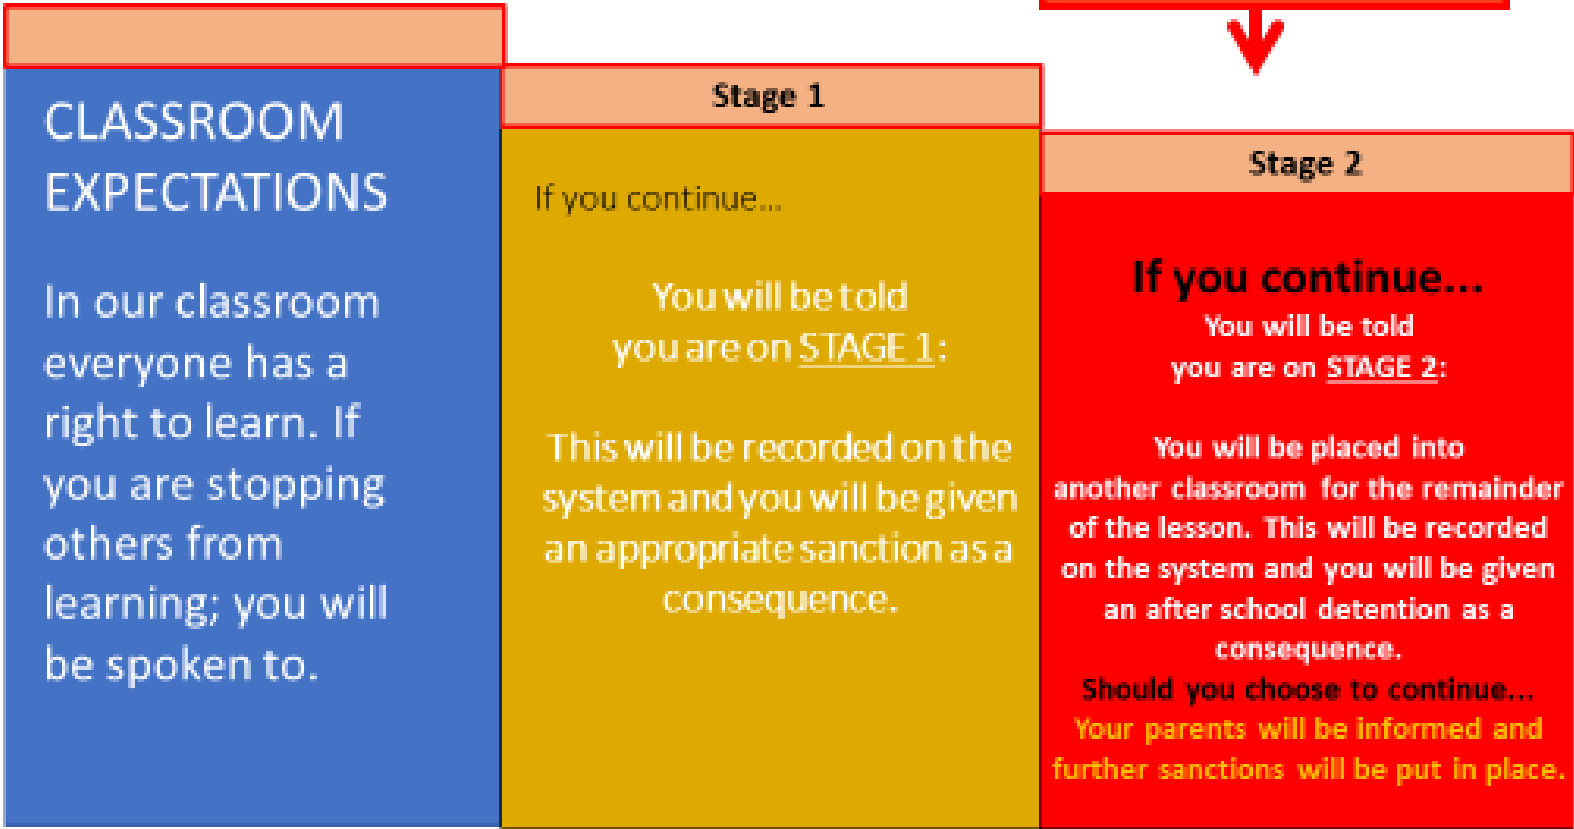 CLASSROOM
EXPECTATIONS
In our classroom
everyone has a
right to learn. If
you are stopping
others from
learning; you will
be spoken to.
Stage 1
If you continue...
You will be told
you are on STAGE 1:
This will be recorded on the
system and you will be given
an appropriate sanction as a
consequence.
Stage 2
If you continue...
You will be told
you are on STAGE 2:
You will be placed into
another classroom for the remainder
of the lesson. This will be recorded
on the system and you will be given
an after school detention as a
consequence.
Should you choose to continue...
Your parents will be informed and
further sanctions will be put in place.